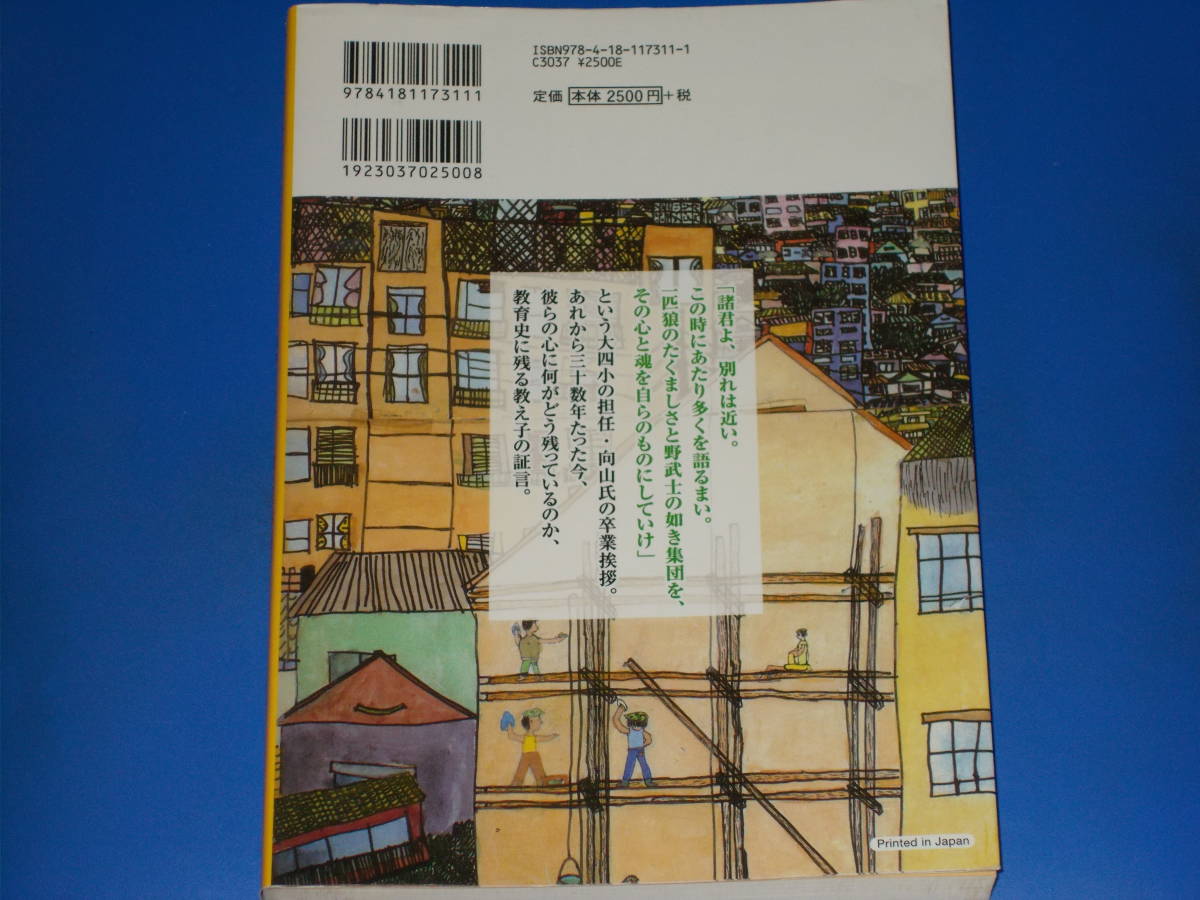 ISBN978-4-18-117311-1
C3037 ¥2500E
9784181173111
定価 本体2500円+税
1923037025008
「諸君よ、別れは近い。
この時にあたり多くを語るまい。
一匹狼のたくましさと野武士の如き集団を、
その心と魂を自らのものにしていけ」
という大四小の担任・向山氏の卒業挨拶。
あれから三十数年たった今、
彼らの心に何がどう残っているのか、
教育史に残る教え子の証言。
Printed in Japan